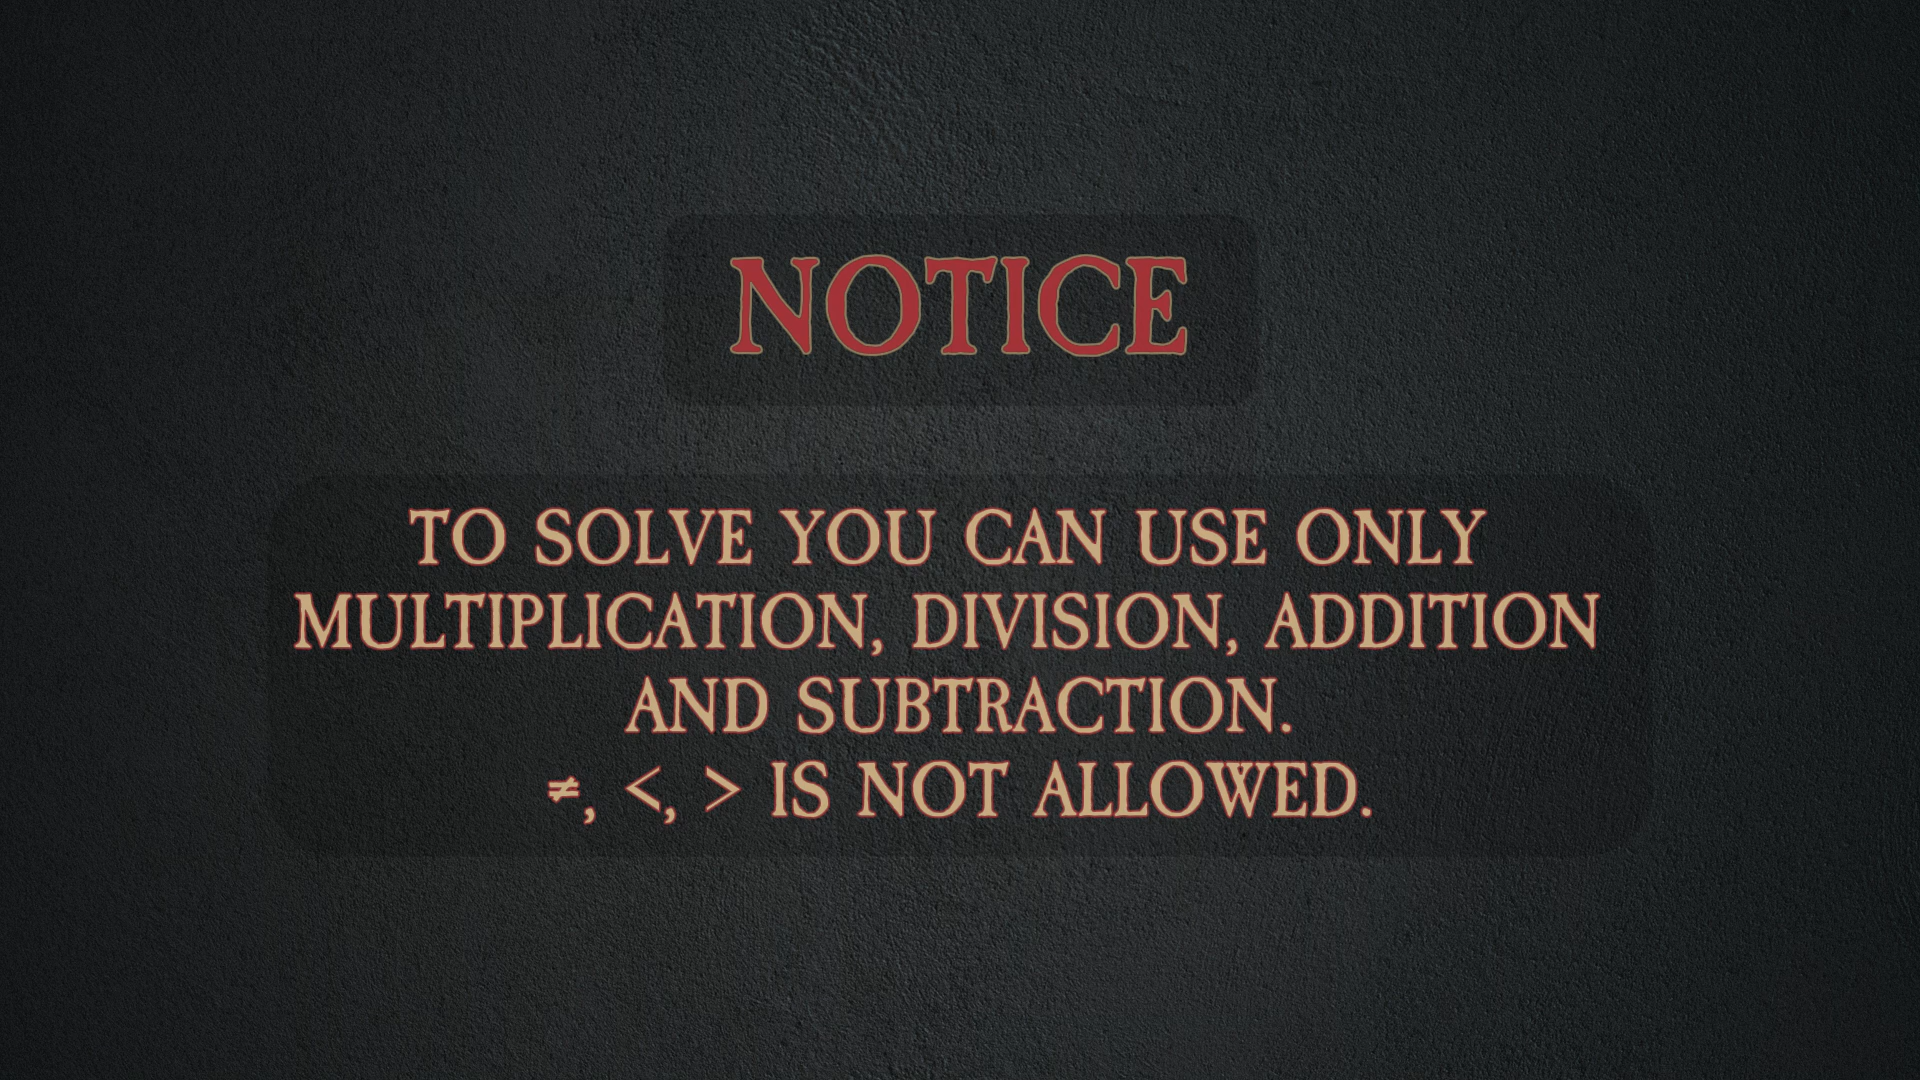 NOTICE
TO SOLVE YOU CAN USE ONLY
MULTIPLICATION, DIVISION, ADDITION
AND SUBTRACTION.
≠, <, > IS NOT ALLOWED.